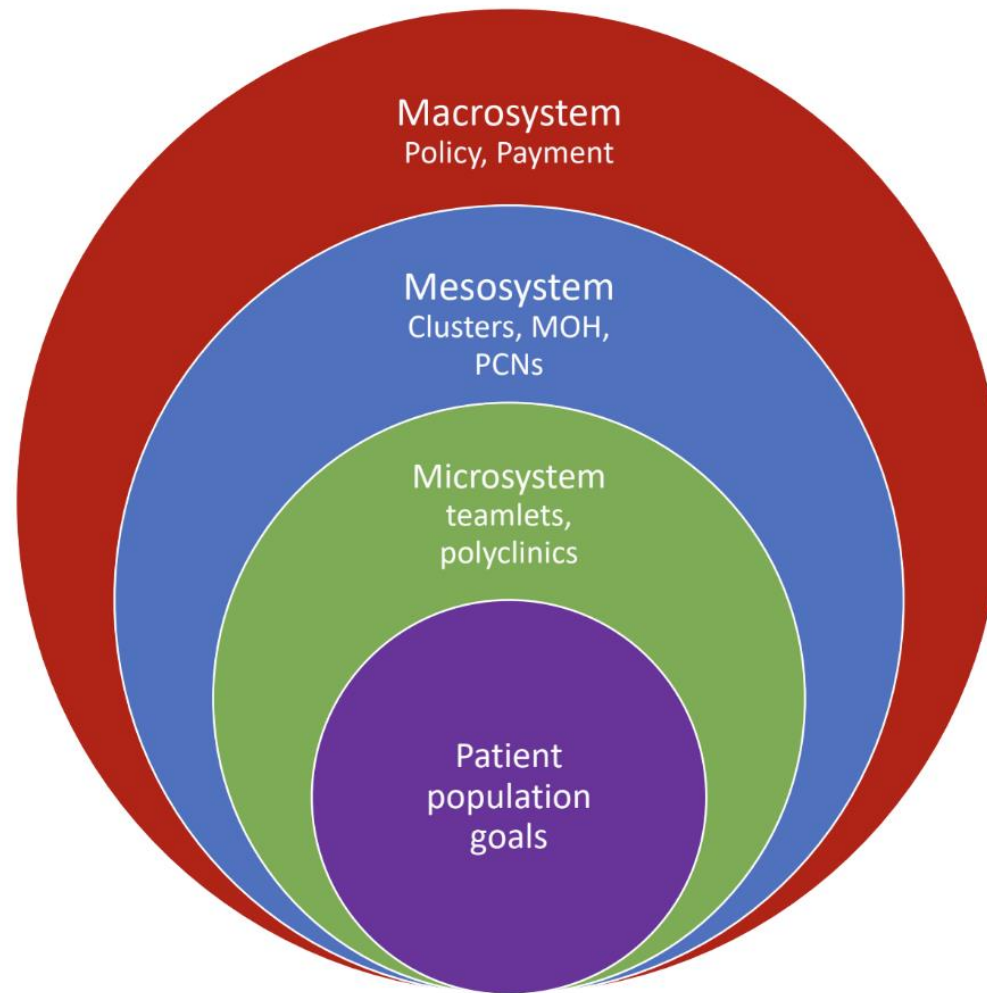 Macrosystem
Policy, Payment
Mesosystem
Clusters, MOH,
PCNs
Microsystem
teamlets,
polyclinics
Patient
population
goals